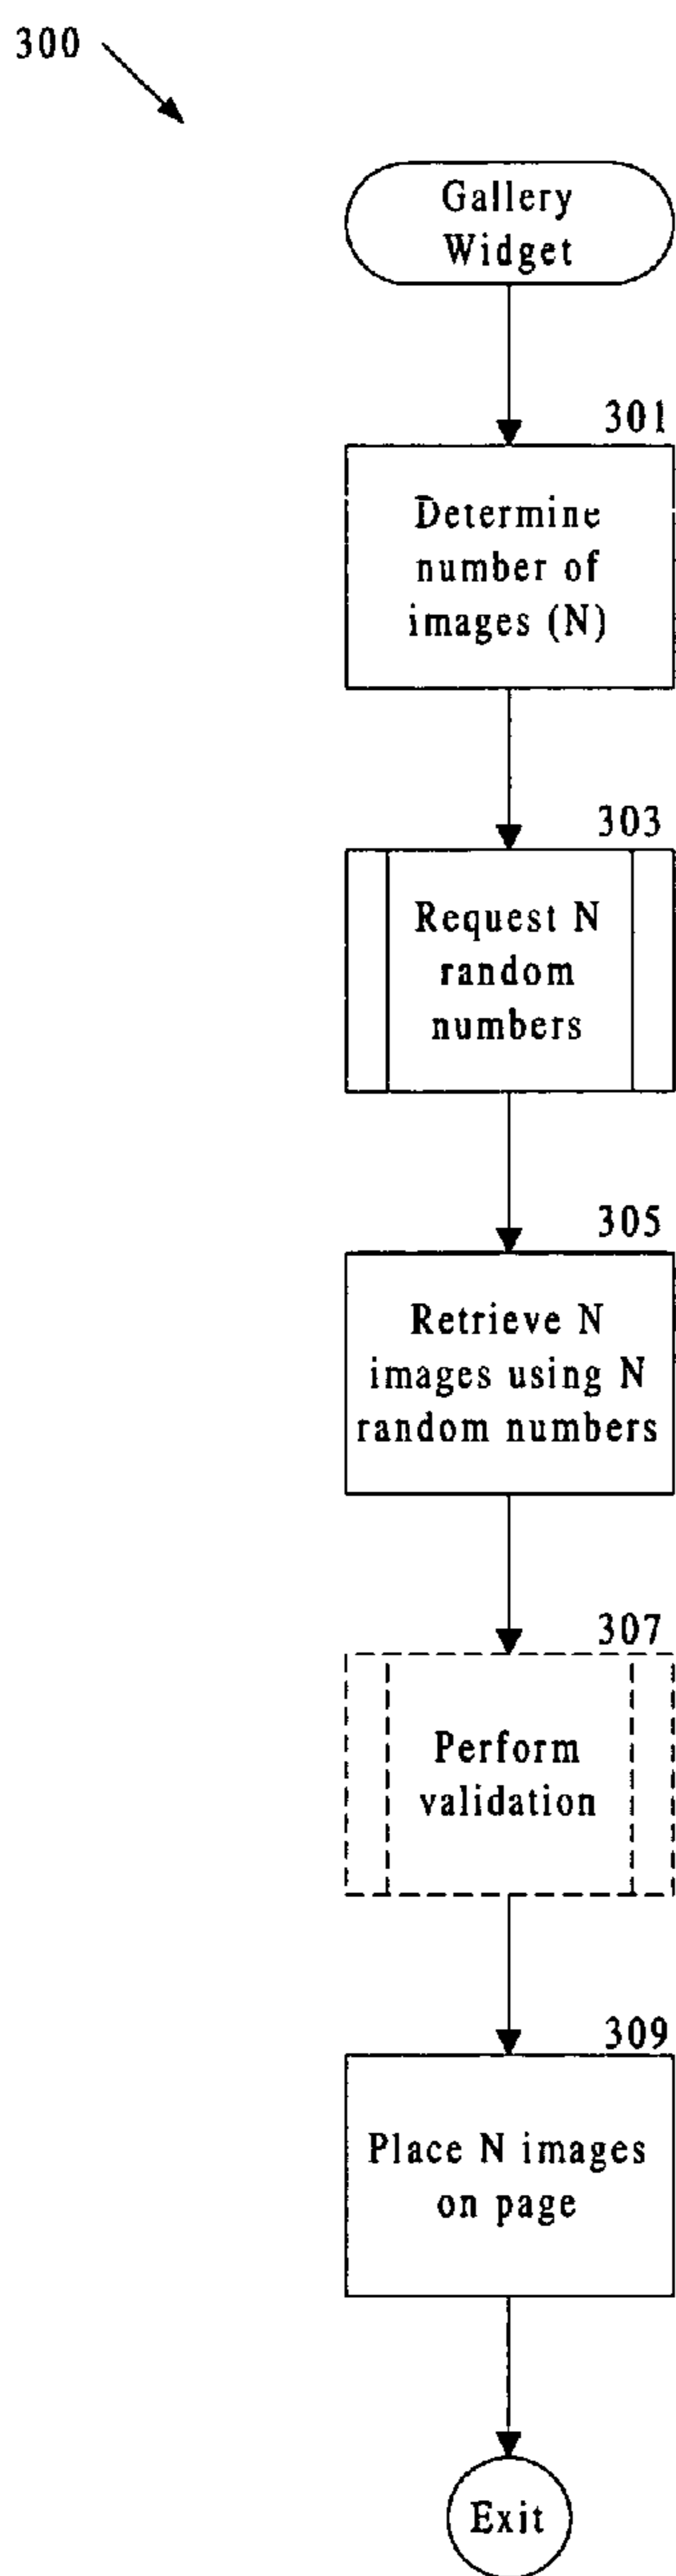 300
Gallery
Widget
301
Determine
number of
images (N)
303
Request N
random
numbers
305
Retrieve N
images using N
random numbers
307
Perform
validation
309
Place N images
on page
Exit